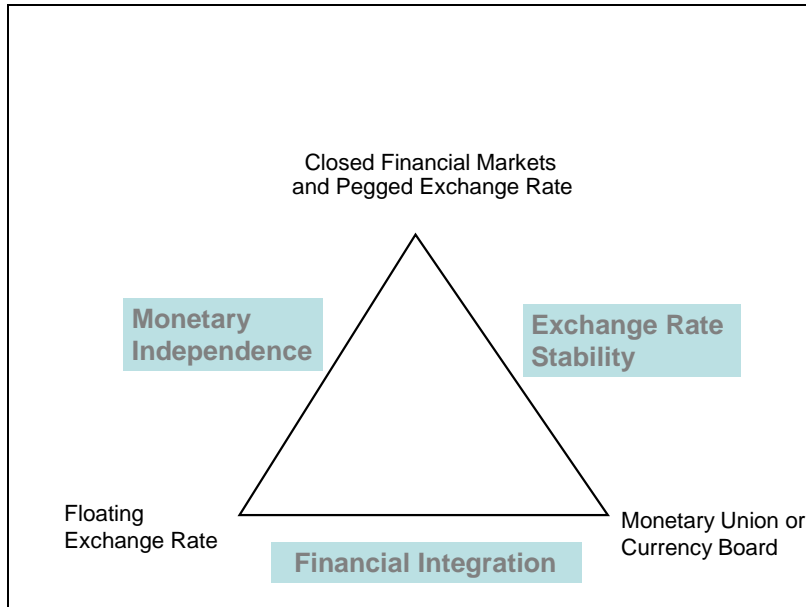 Closed Financial Markets
and Pegged Exchange Rate
Monetary
Independence
Exchange Rate
Stability
Floating
Exchange Rate
Monetary Union or
Currency Board
Financial Integration